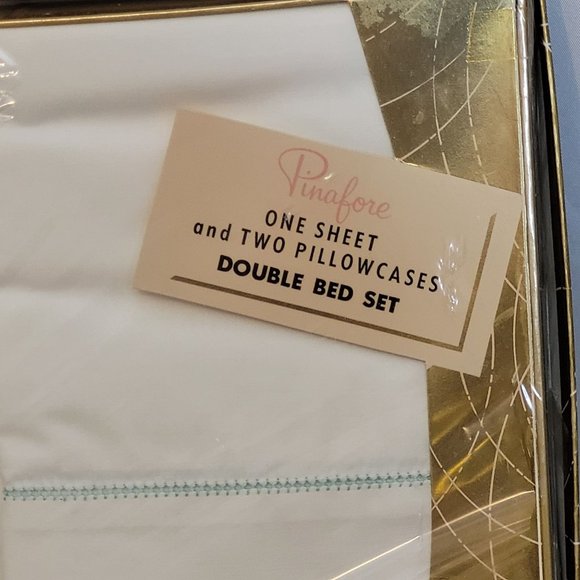 Pinafore
ONE SHEET
and TWO PILLOWCASES
DOUBLE BED SET